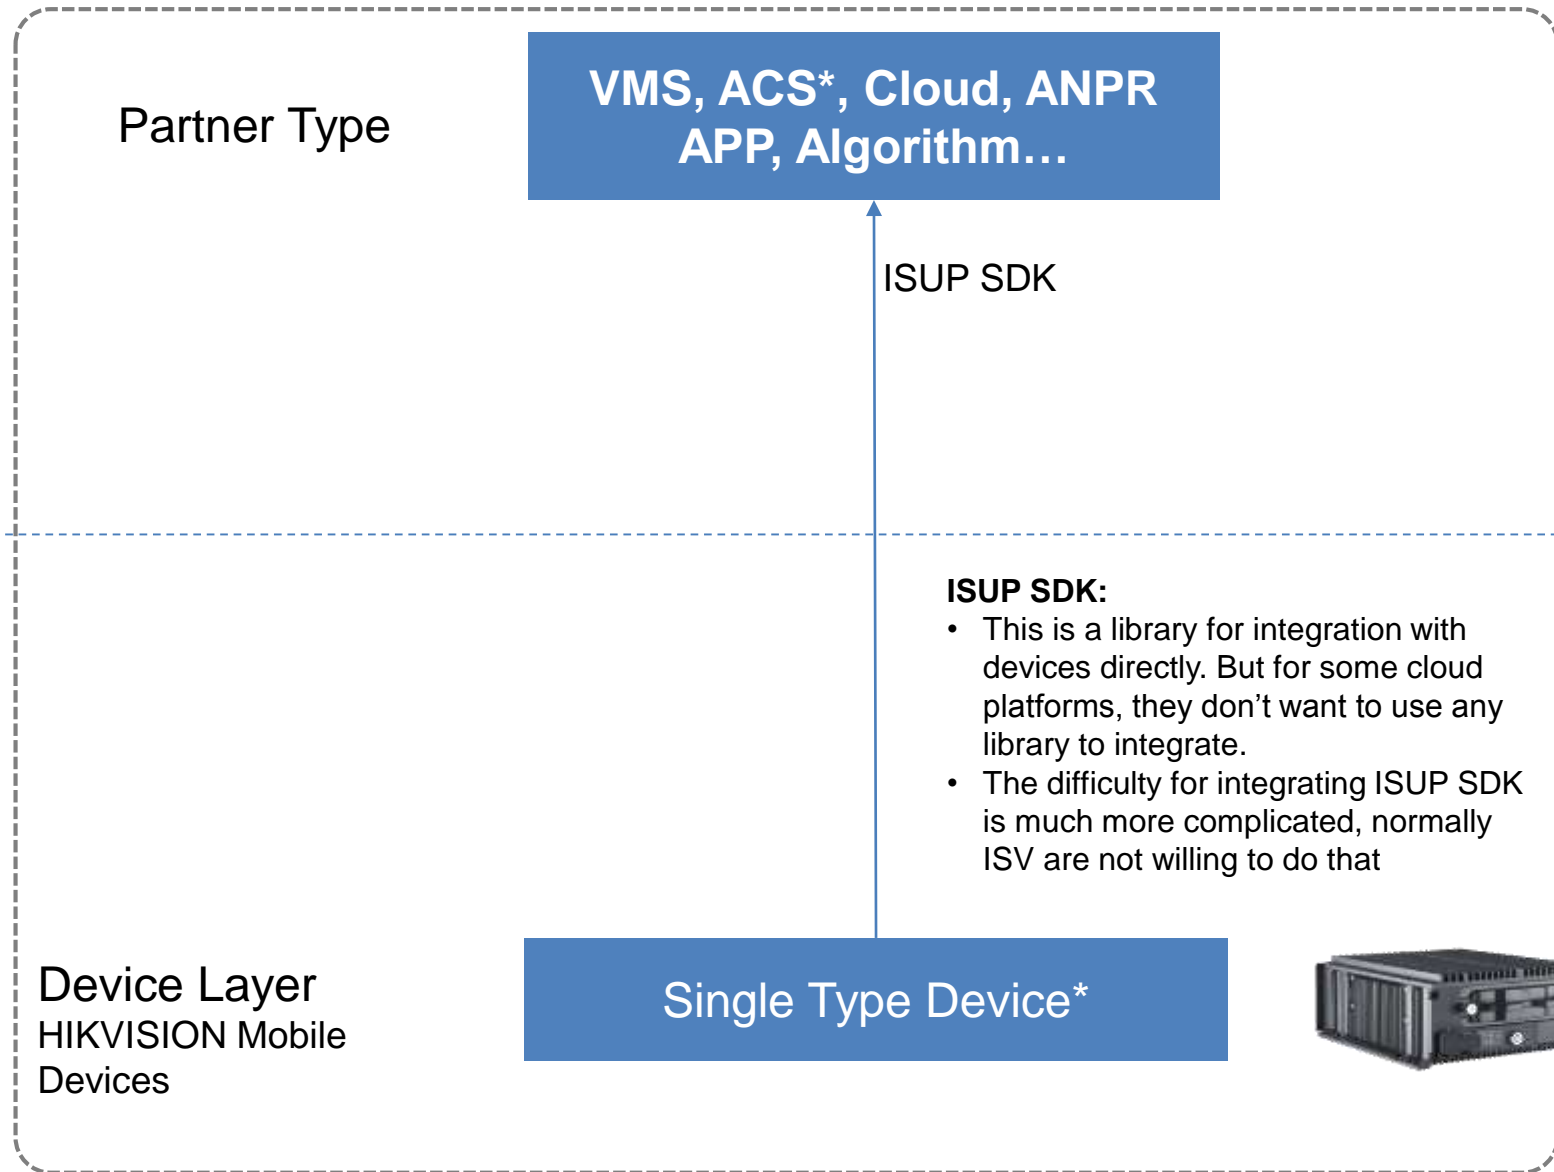 Partner Type
VMS, ACS*, Cloud, ANPR
APP, Algorithm…
ISUP SDK
ISUP SDK:
• This is a library for integration with
devices directly. But for some cloud
platforms, they don’t want to use any
library to integrate.
• The difficulty for integrating ISUP SDK
is much more complicated, normally
ISV are not willing to do that
Device Layer
HIKVISION Mobile
Devices
Single Type Device*